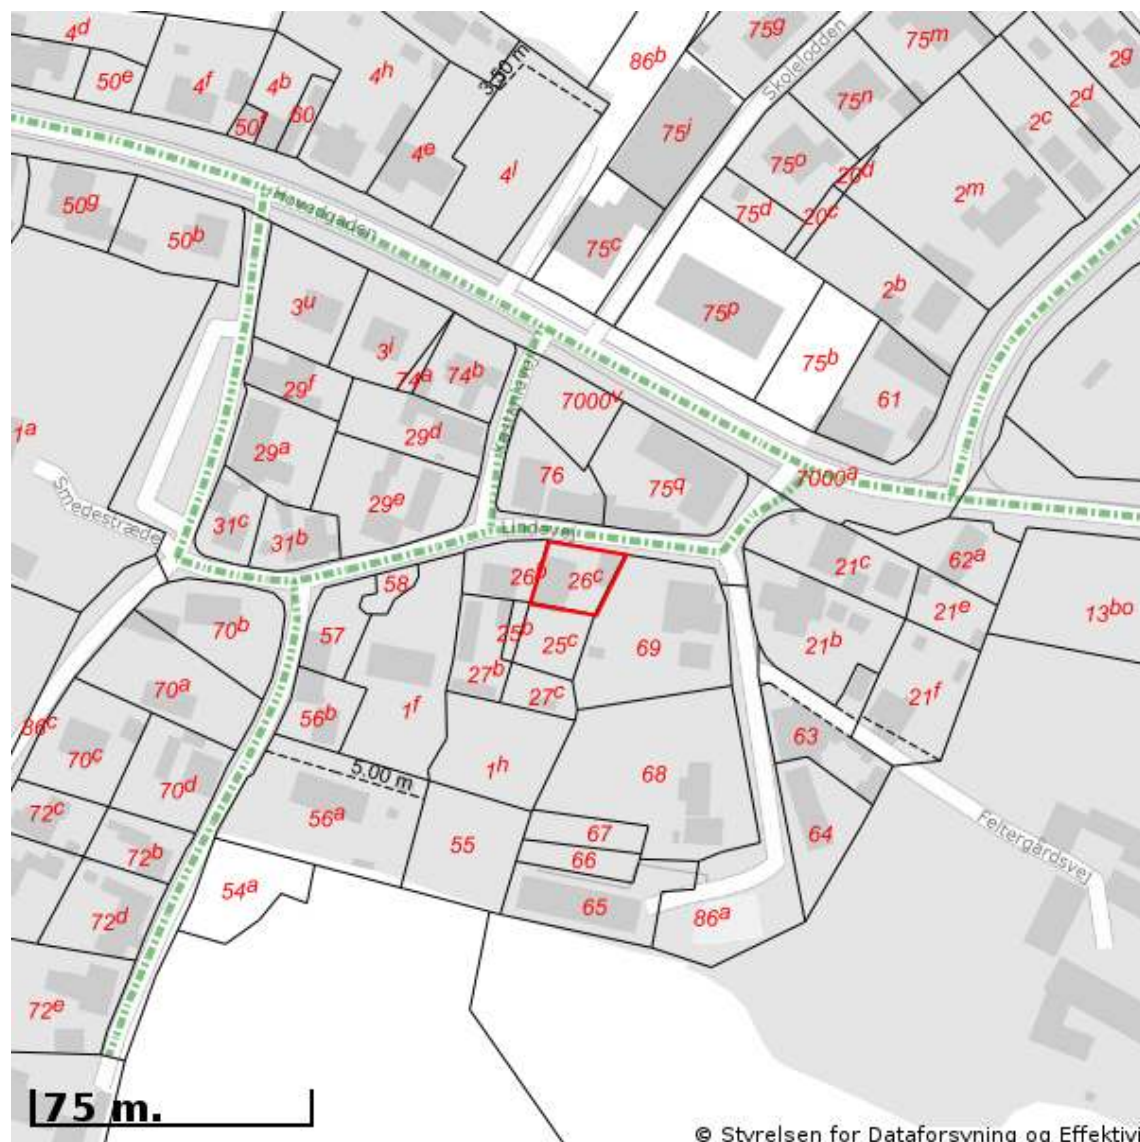 4d
50e
4f
4b
50f
80
4h
3,50 m
4e
4l
86b
75g
Skolelodden
75m
2g
75j
75n
2c
2d
75o
20d
2m
75d
20c
50g
50b
Hovedgaden
75c
2b
3u
3i
75p
74a
74b
75b
29f
7000v
61
29d
1a
29a
29e
76
75q
7000a
Smedestræde
31c
31b
Lindevej
26b
26c
58
21c
62a
21e
13bo
70b
57
25b
25c
69
21b
70a
27b
27c
21f
1f
56b
36c
70c
63
1h
68
70d
5,00 m
72c
56a
67
64
55
66
72b
Feltergårdsvej
54a
65
86a
72d
72e
75 m.
© Styrelsen for Dataforsyning og Effektivi